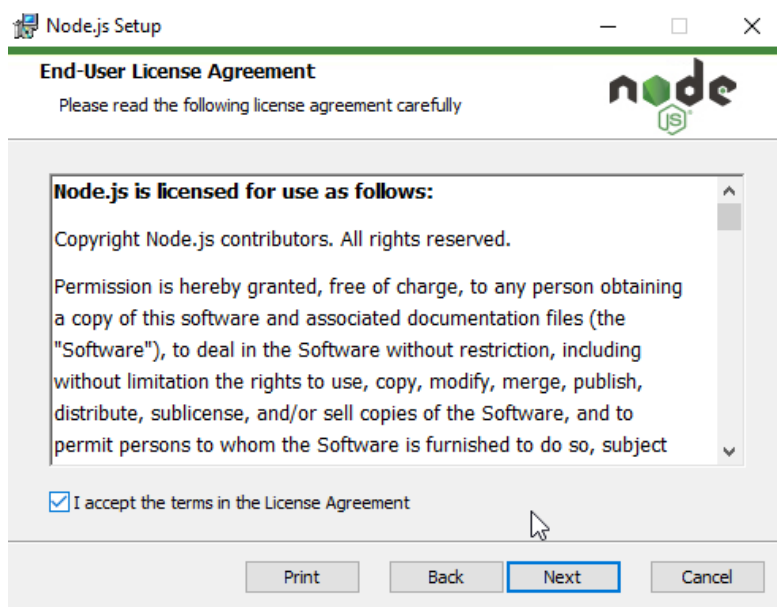 Node.js Setup
End-User License Agreement
Please read the following license agreement carefully
node
JS
Node.js is licensed for use as follows:
Copyright Node.js contributors. All rights reserved.
Permission is hereby granted, free of charge, to any person obtaining
a copy of this software and associated documentation files (the
"Software"), to deal in the Software without restriction, including
without limitation the rights to use, copy, modify, merge, publish,
distribute, sublicense, and/or sell copies of the Software, and to
permit persons to whom the Software is furnished to do so, subject
I accept the terms in the License Agreement
Print Back Next Cancel